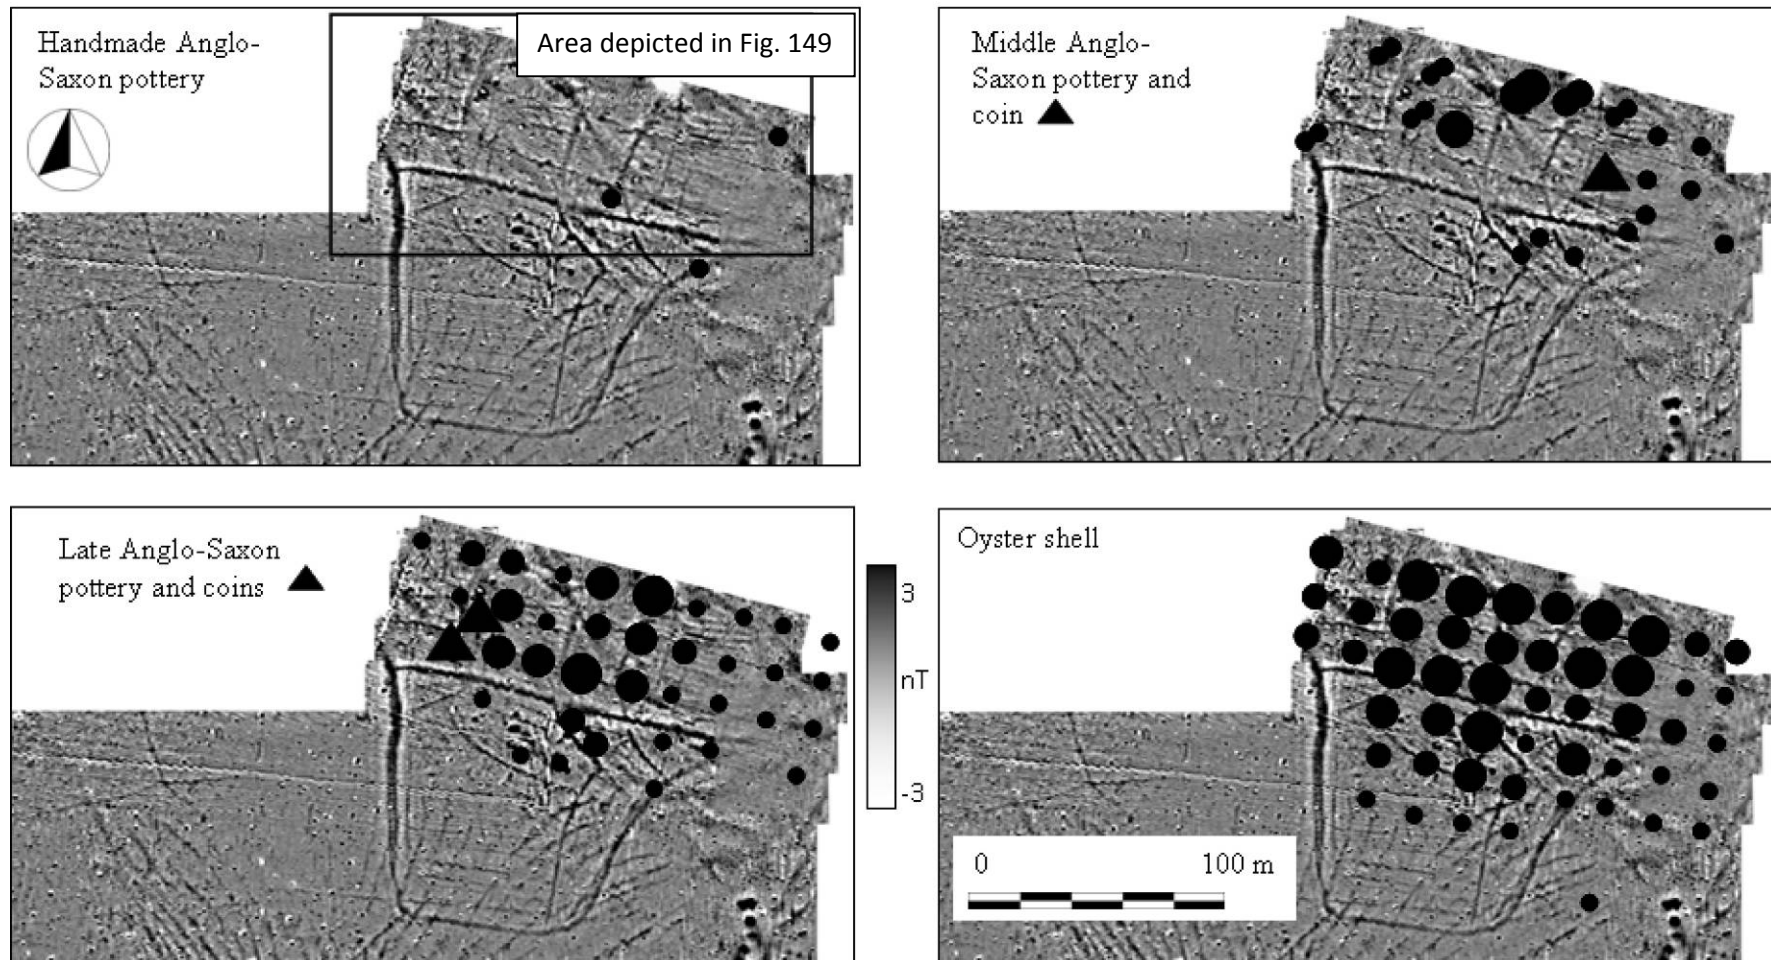 Handmade Anglo-
Saxon pottery
Area depicted in Fig. 149
Middle Anglo-
Saxon pottery and
coin
Late Anglo-Saxon
pottery and coins
3
nT
-3
Oyster shell
0 100 m